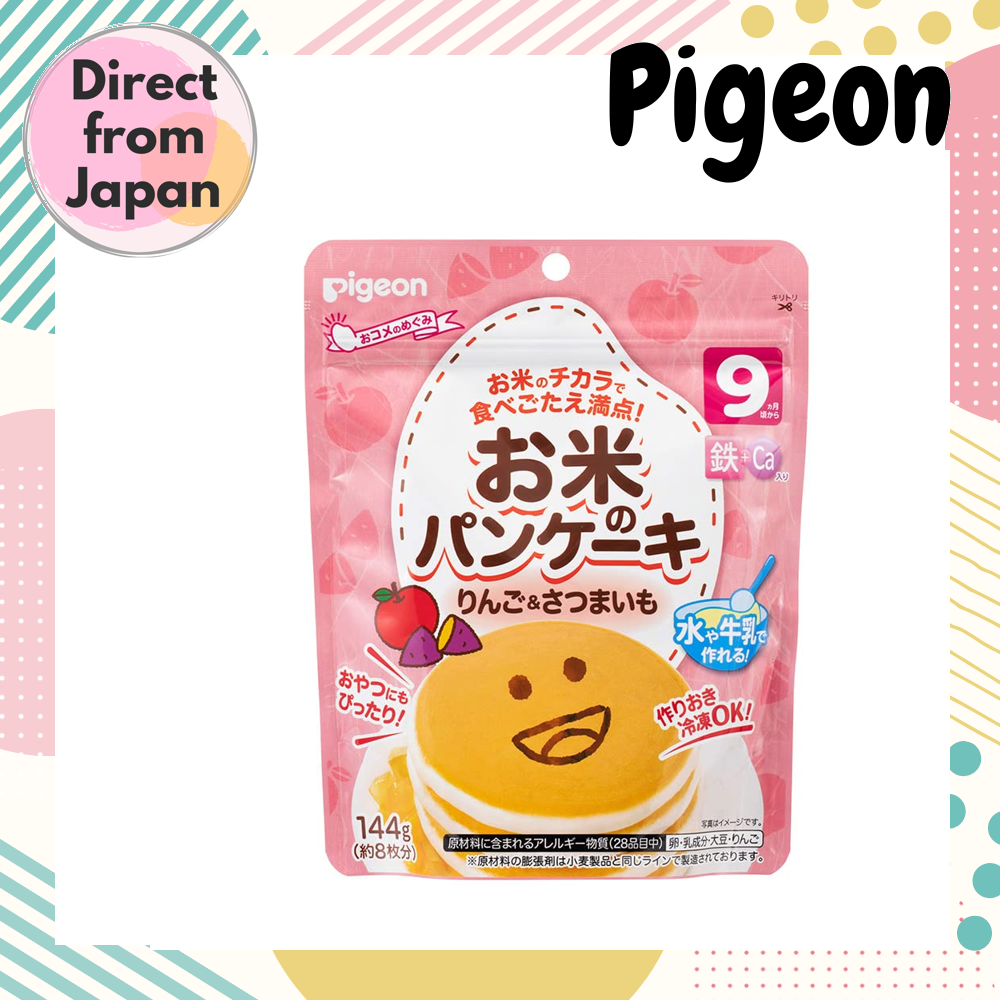 Direct
from
Japan
Pigeon
pigeon
キリトリ
おコメのめぐみ
お米のチカラで
食べごたえ満点!
9
ヵ月
頃から
鉄+Ca
入り
お米の
パンケーキ
りんご&さつまいも
水や牛乳で
作れる!
おやつにも
ぴったり!
作りおき
冷凍OK!
写真はイメージです。
144g
(約8枚分)
原材料に含まれるアレルギー物質(28品目中) 卵・乳成分・大豆・りんご
※原材料の膨張剤は小麦製品と同じラインで製造されております。